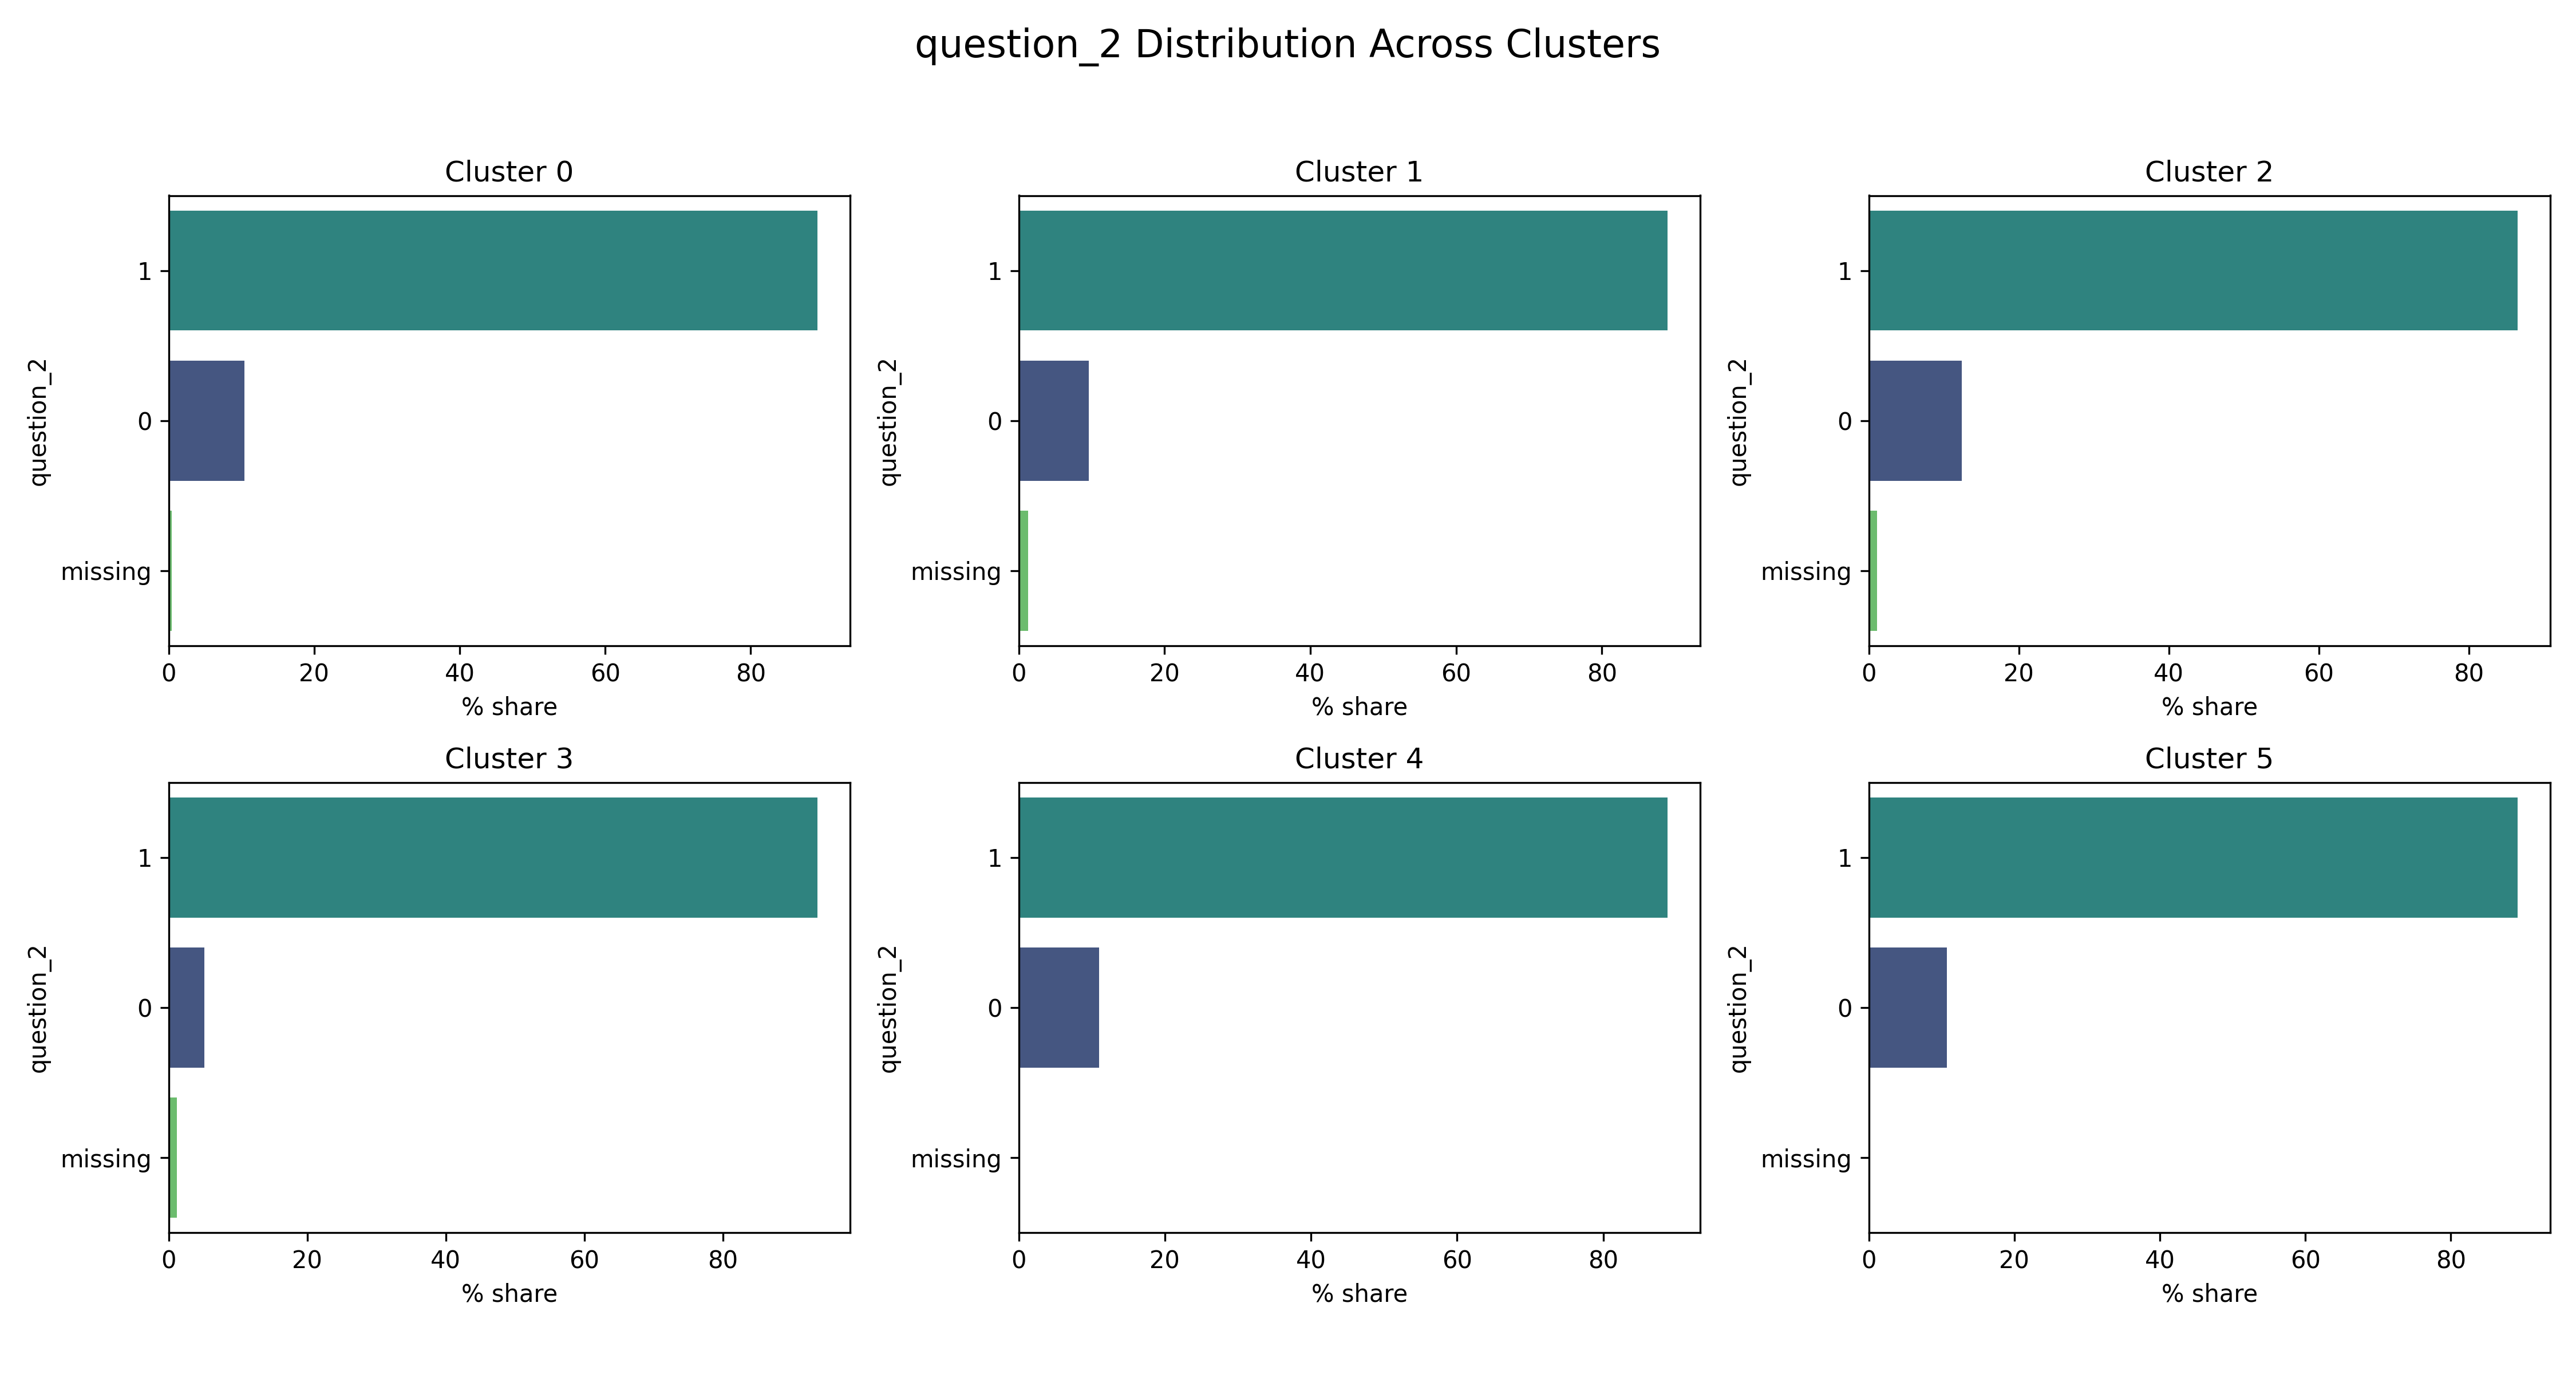 question_2 Distribution Across Clusters
Cluster 0
question_2
1
0
missing
0 20 40 60 80
% share
Cluster 1
question_2
1
0
missing
0 20 40 60 80
% share
Cluster 2
question_2
1
0
missing
0 20 40 60 80
% share
Cluster 3
question_2
1
0
missing
0 20 40 60 80
% share
Cluster 4
question_2
1
0
missing
0 20 40 60 80
% share
Cluster 5
question_2
1
0
missing
0 20 40 60 80
% share